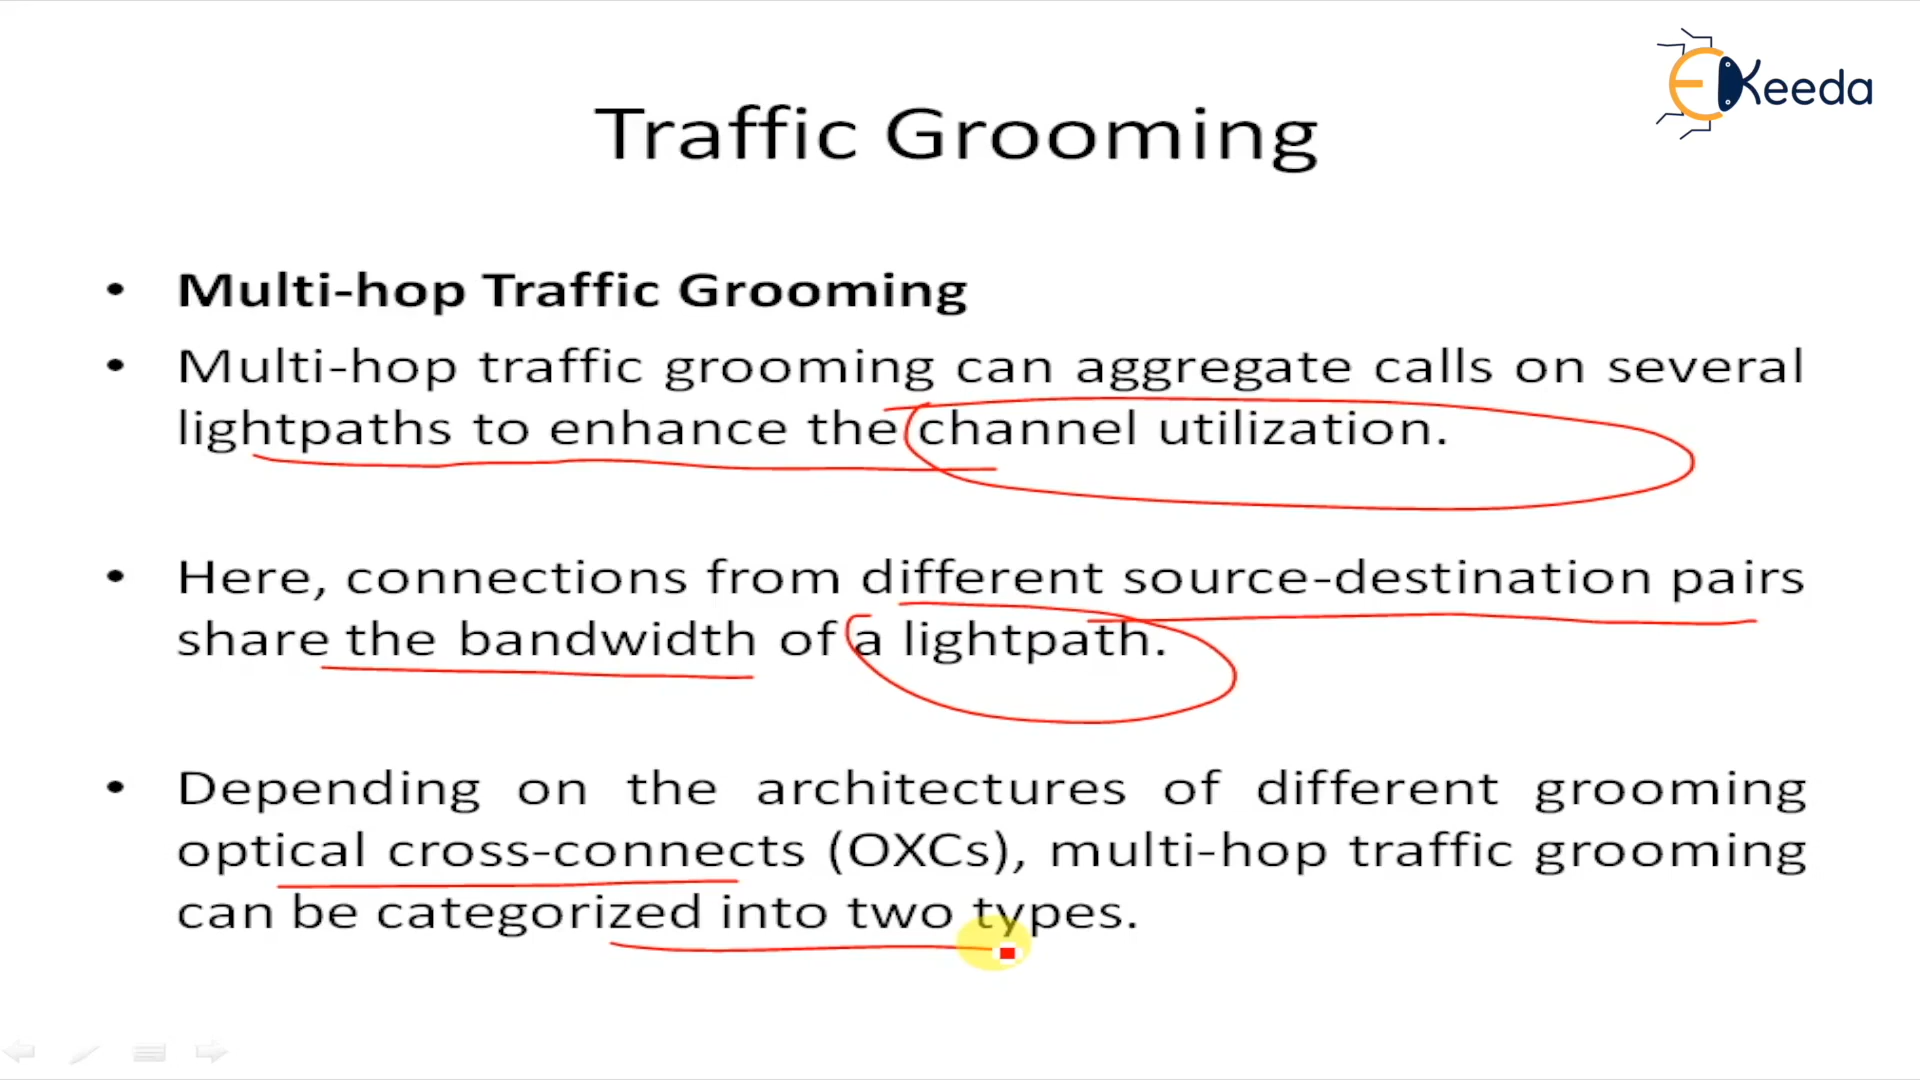 EKeeda
Traffic Grooming
• Multi-hop Traffic Grooming
• Multi-hop traffic grooming can aggregate calls on several
lightpaths to enhance the channel utilization.
• Here, connections from different source-destination pairs
share the bandwidth of a lightpath.
• Depending on the architectures of different grooming
optical cross-connects (OXCs), multi-hop traffic grooming
can be categorized into two types.